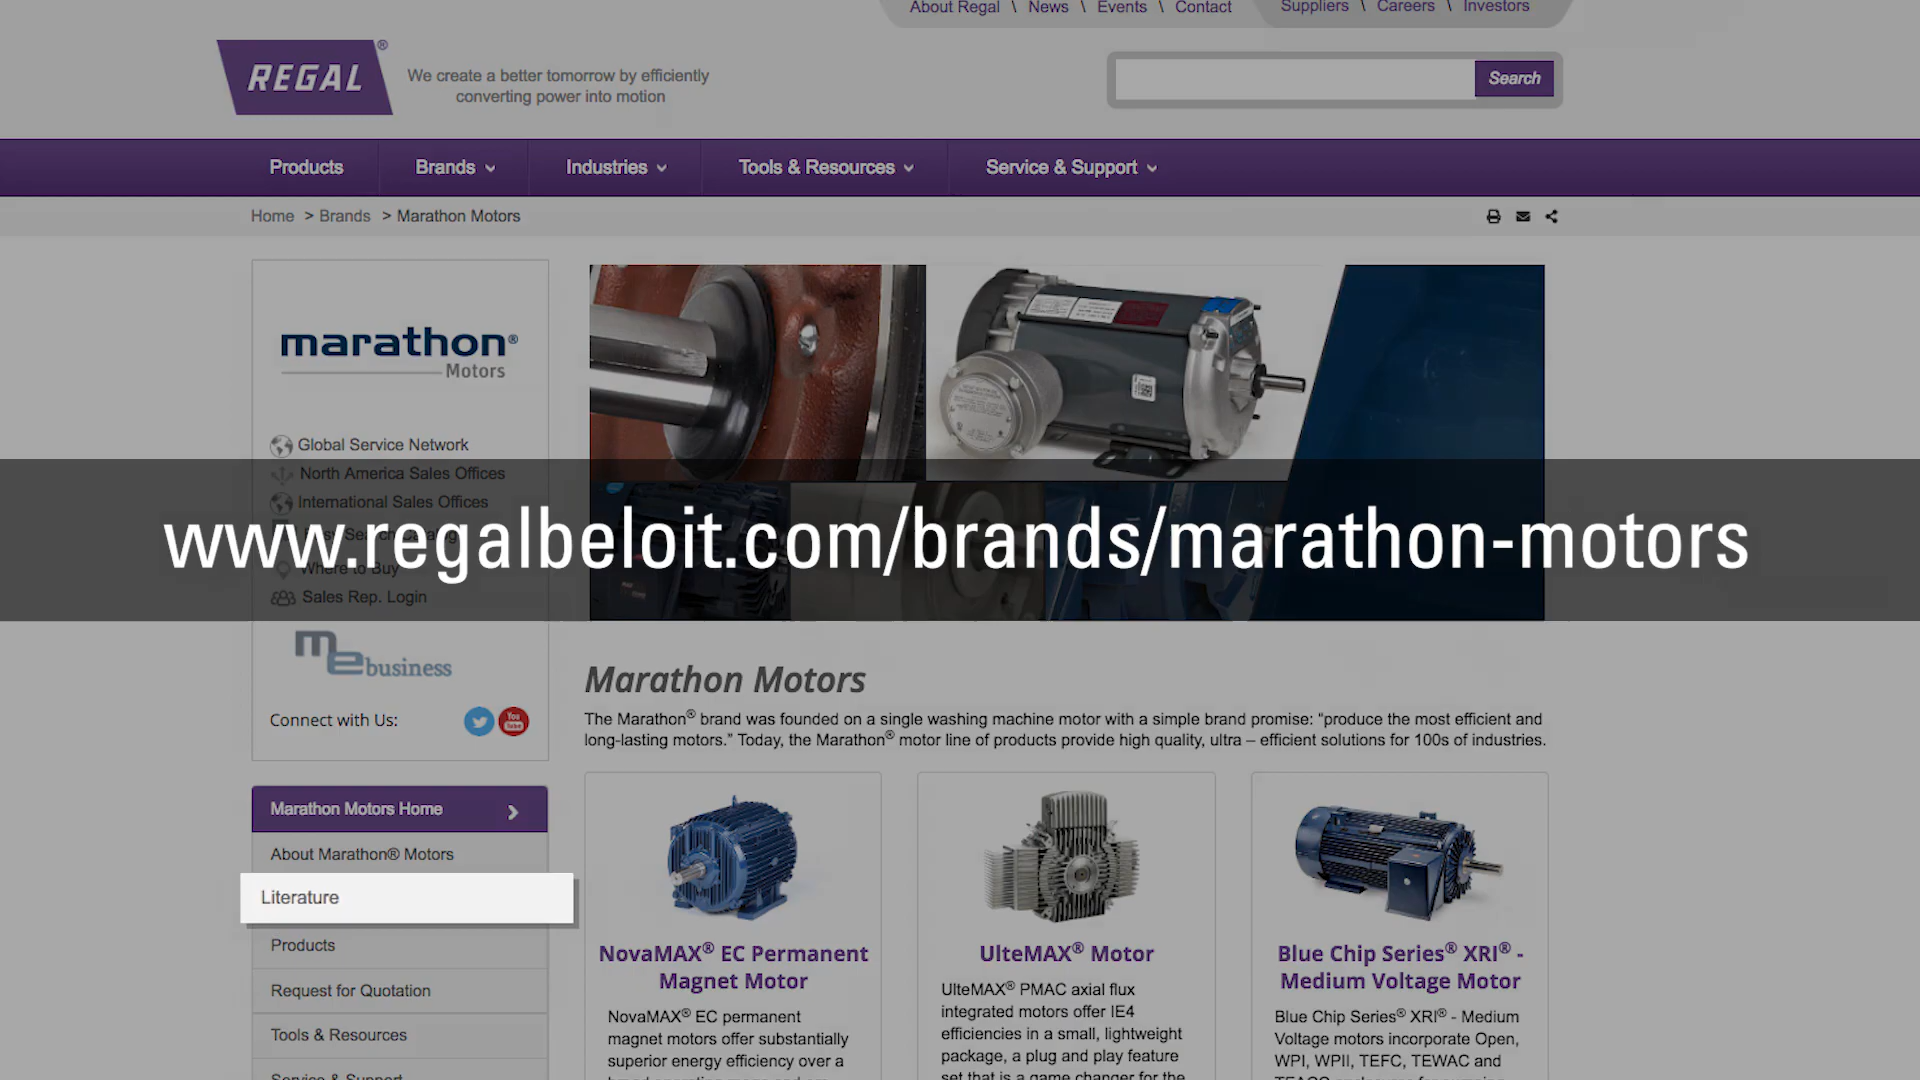 About Regal \ News \ Events \ Contact
Suppliers \ Careers \ Investors
REGAL®
We create a better tomorrow by efficiently
converting power into motion
Search
Products
Brands
Industries
Tools & Resources
Service & Support
Home > Brands > Marathon Motors
marathon®
Motors
Global Service Network
North America Sales Offices
International Sales Offices
www.regalbeloit.com/brands/marathon-motors
Where to Buy
Sales Rep. Login
me business
Connect with Us:
You
Tube
Marathon Motors
The Marathon® brand was founded on a single washing machine motor with a simple brand promise: “produce the most efficient and
long-lasting motors.” Today, the Marathon® motor line of products provide high quality, ultra – efficient solutions for 100s of industries.
Marathon Motors Home
About Marathon® Motors
Literature
Products
Request for Quotation
Tools & Resources
Service & Support
NovaMAX® EC Permanent
Magnet Motor
NovaMAX® EC permanent
magnet motors offer substantially
superior energy efficiency over a
UlteMAX® Motor
UlteMAX® PMAC axial flux
integrated motors offer IE4
efficiencies in a small, lightweight
package, a plug and play feature
set that is a game changer for the
Blue Chip Series® XRI® -
Medium Voltage Motor
Blue Chip Series® XRI® - Medium
Voltage motors incorporate Open,
WPI, WPII, TEFC, TEWAC and